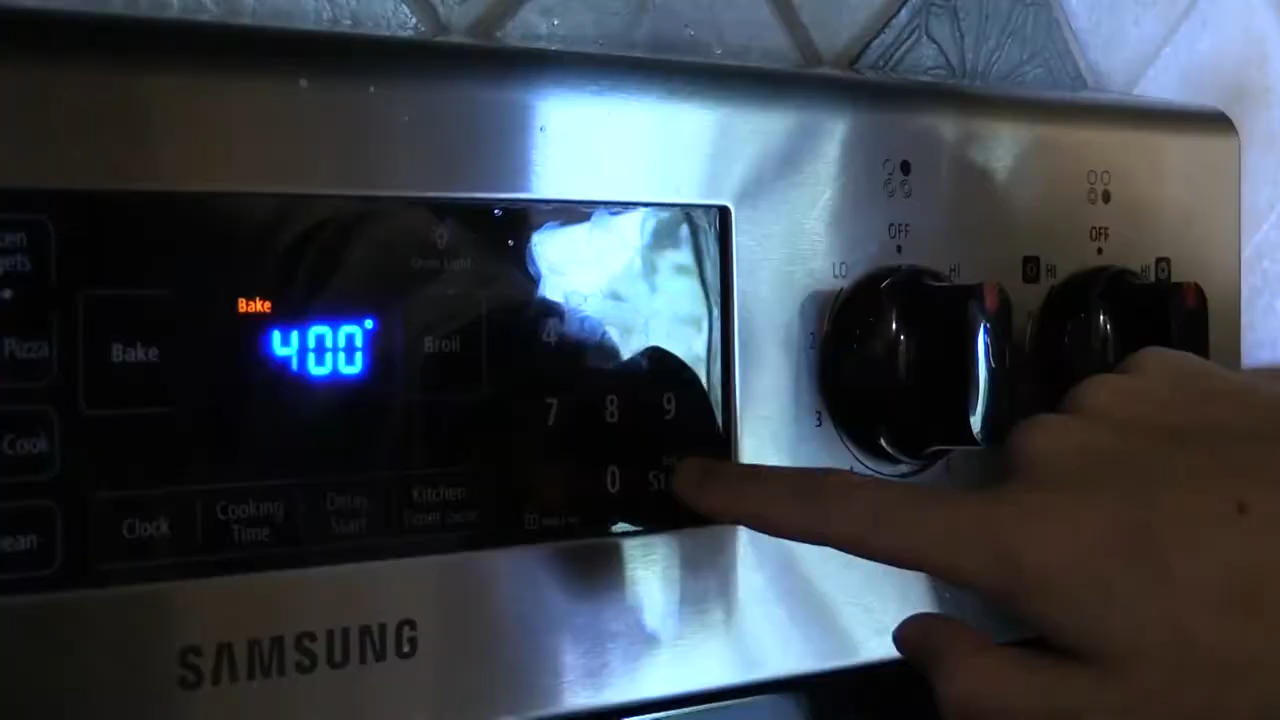 OFF
OFF
LO
HI
HI
HI
Oven Light
Bake
400°
Bake
Broil
Pizza
4
7
8
9
2
3
Cook
0
Clock
Cooking
Time
Delay
Start
Kitchen
SAMSUNG